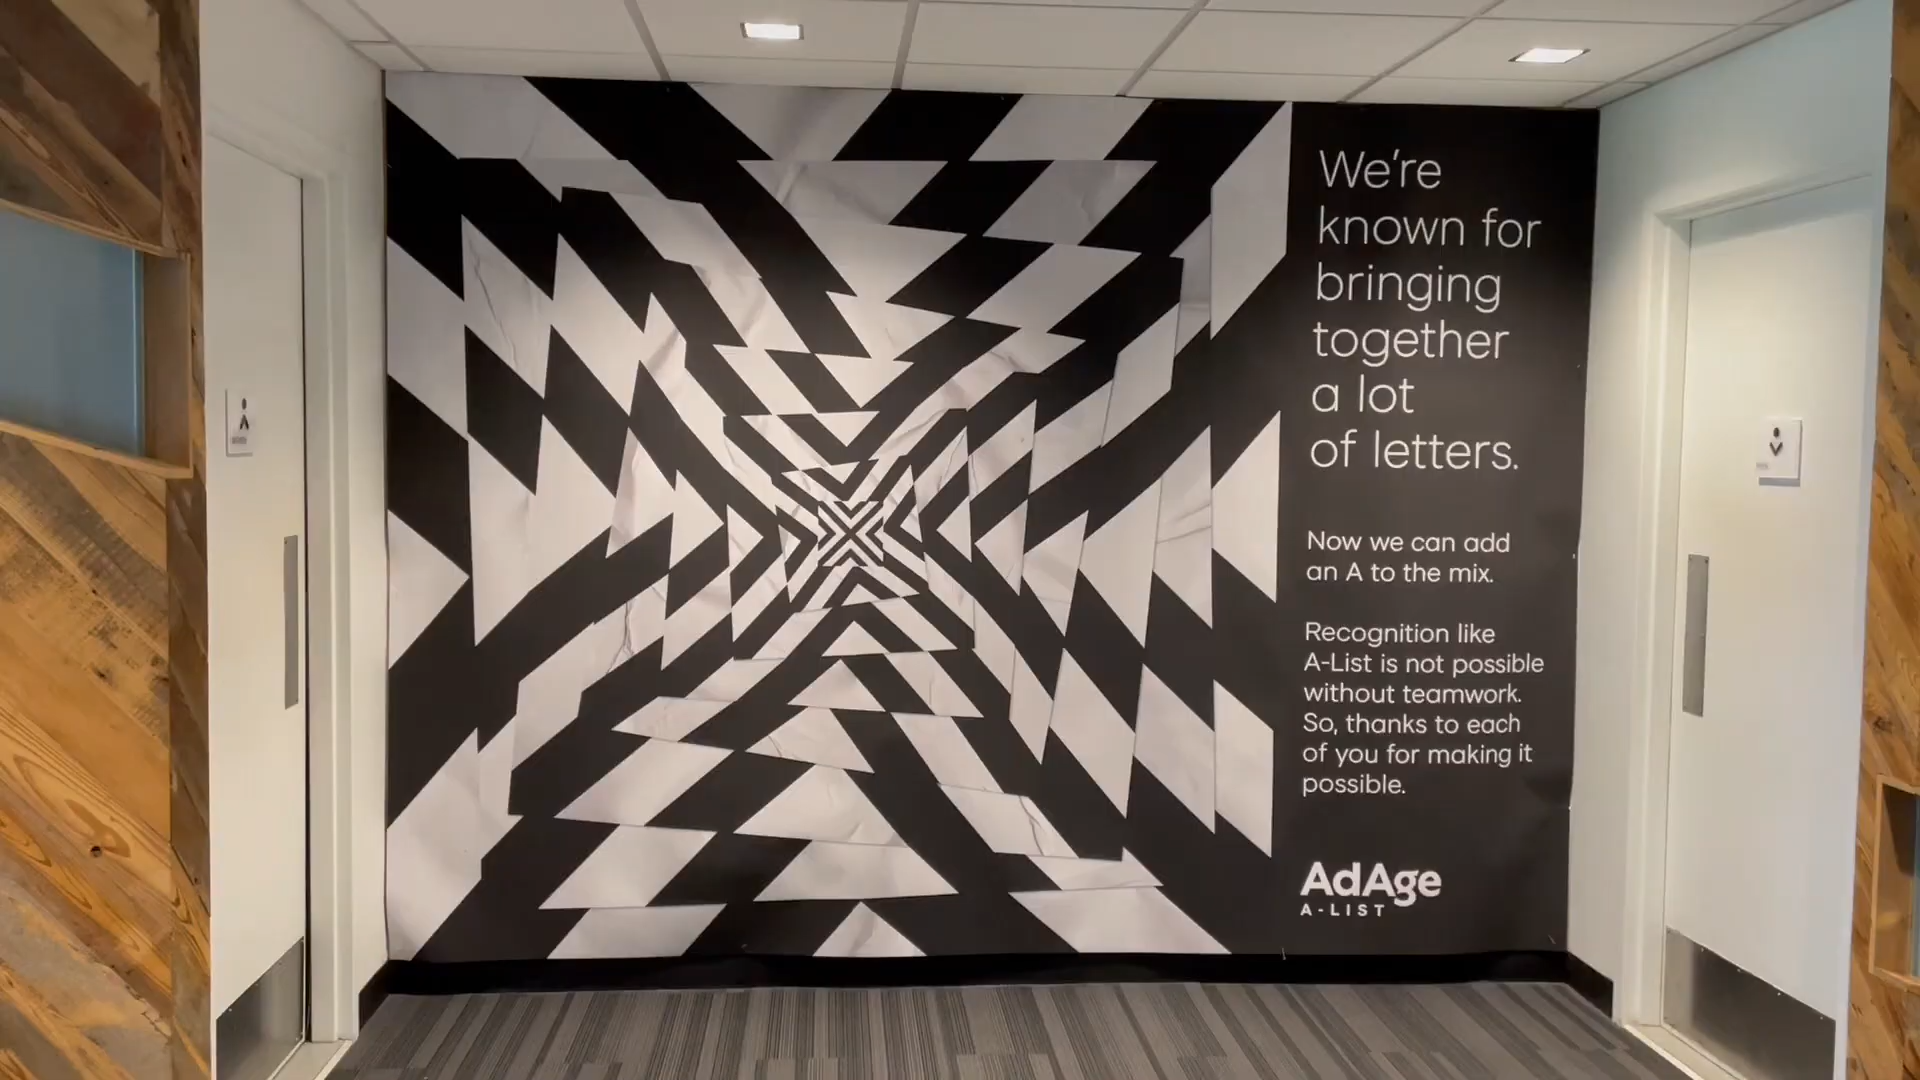 We're
known for
bringing
together
a lot
of letters.
Now we can add
an A to the mix.
Recognition like
A-List is not possible
without teamwork.
So, thanks to each
of you for making it
possible.
AdAge
A-LIST